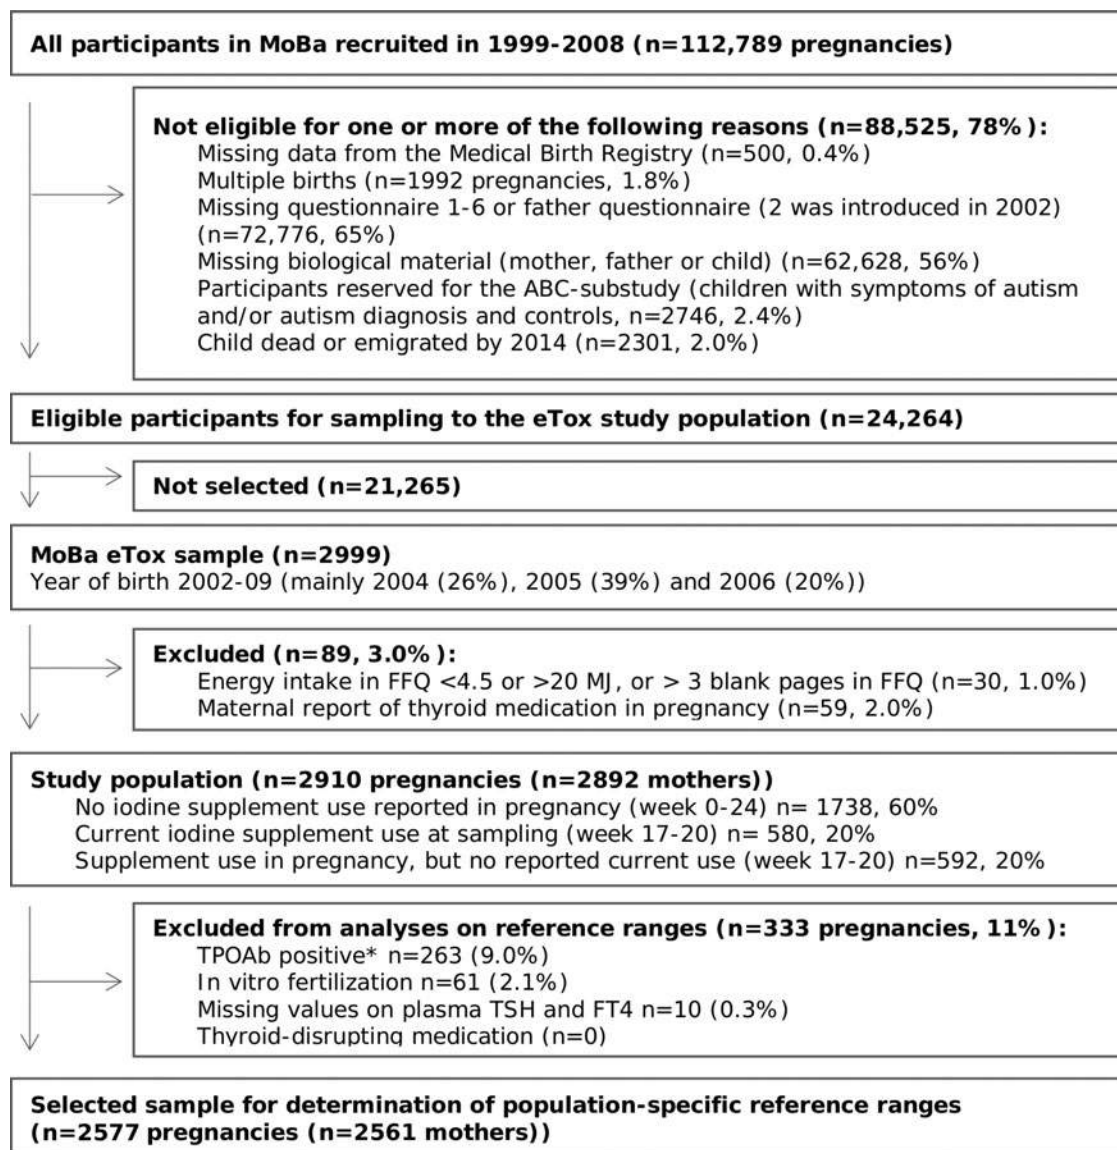 All participants in MoBa recruited in 1999-2008 (n=112,789 pregnancies)
Not eligible for one or more of the following reasons (n=88,525, 78%):
Missing data from the Medical Birth Registry (n=500, 0.4%)
Multiple births (n=1992 pregnancies, 1.8%)
Missing questionnaire 1-6 or father questionnaire (2 was introduced in 2002)
(n=72,776, 65%)
Missing biological material (mother, father or child) (n=62,628, 56%)
Participants reserved for the ABC-substudy (children with symptoms of autism
and/or autism diagnosis and controls, n=2746, 2.4%)
Child dead or emigrated by 2014 (n=2301, 2.0%)
Eligible participants for sampling to the eTox study population (n=24,264)
Not selected (n=21,265)
MoBa eTox sample (n=2999)
Year of birth 2002-09 (mainly 2004 (26%), 2005 (39%) and 2006 (20%))
Excluded (n=89, 3.0%):
Energy intake in FFQ <4.5 or >20 MJ, or > 3 blank pages in FFQ (n=30, 1.0%)
Maternal report of thyroid medication in pregnancy (n=59, 2.0%)
Study population (n=2910 pregnancies (n=2892 mothers))
No iodine supplement use reported in pregnancy (week 0-24) n= 1738, 60%
Current iodine supplement use at sampling (week 17-20) n= 580, 20%
Supplement use in pregnancy, but no reported current use (week 17-20) n=592, 20%
Excluded from analyses on reference ranges (n=333 pregnancies, 11%):
TPOAb positive* n=263 (9.0%)
In vitro fertilization n=61 (2.1%)
Missing values on plasma TSH and FT4 n=10 (0.3%)
Thyroid-disrupting medication (n=0)
Selected sample for determination of population-specific reference ranges
(n=2577 pregnancies (n=2561 mothers))